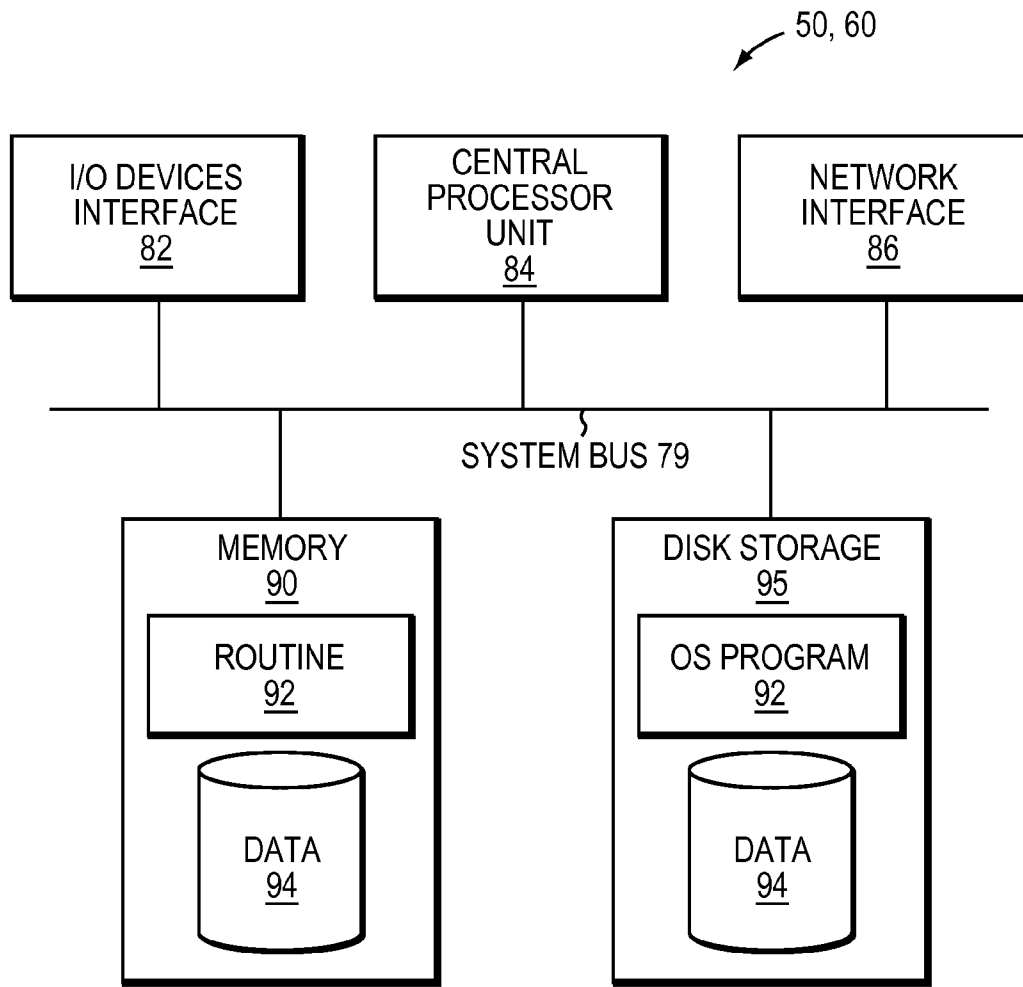 50, 60
I/O DEVICES
INTERFACE
82
CENTRAL
PROCESSOR
UNIT
84
NETWORK
INTERFACE
86
SYSTEM BUS 79
MEMORY
90
ROUTINE
92
DATA
94
DISK STORAGE
95
OS PROGRAM
92
DATA
94